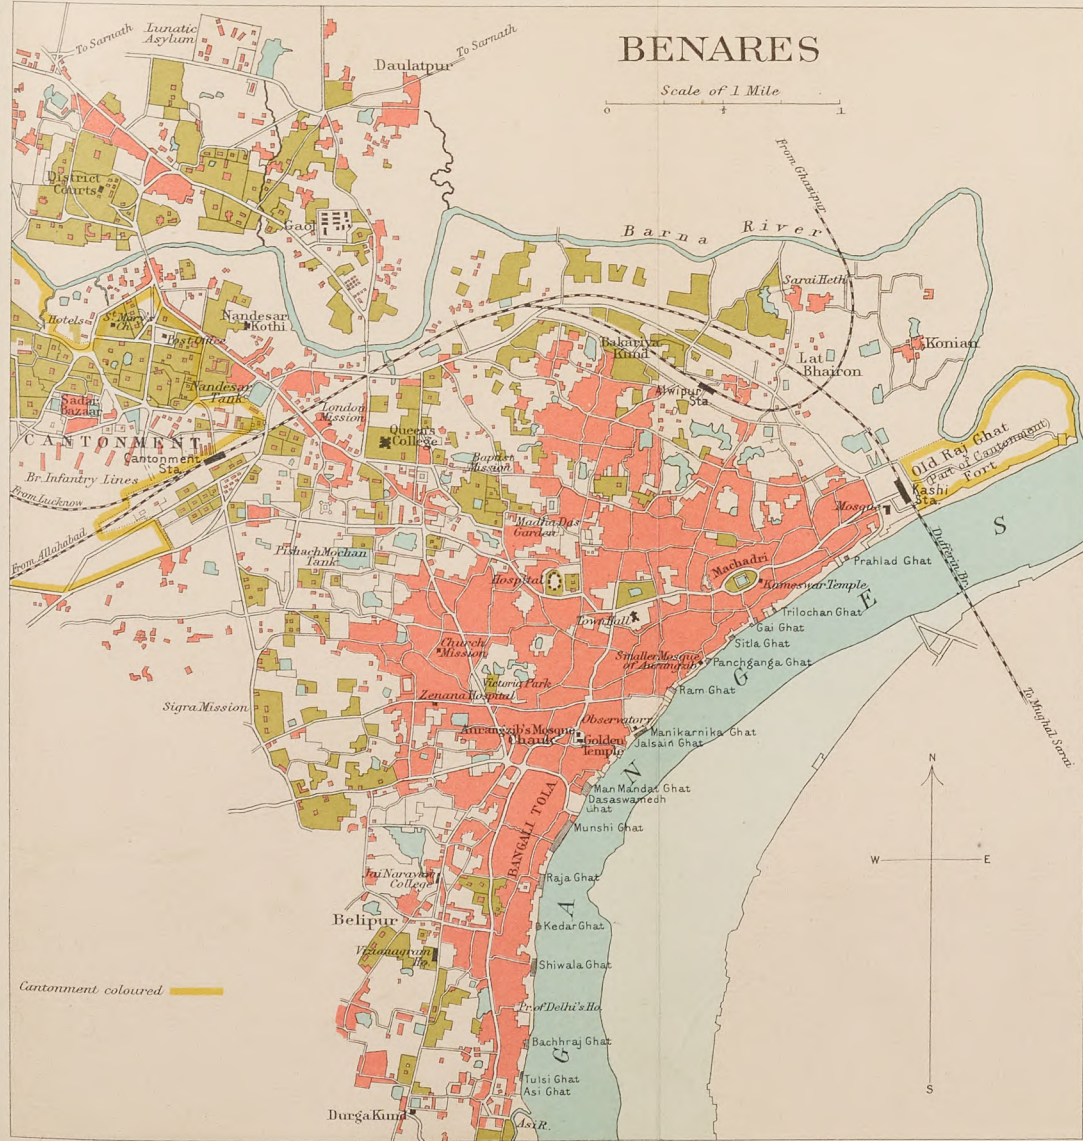 BENARES
Scale of 1 Mile
0
1
To Sarnath
Lunatic
Asylum
To Sarnath
Daulatpur
From Ghazipur
District
Courts
Gaol
Barna River
Sarai Heth
Hotels
St. Mary's
Ch.
Post Office
Nandesar
Kothi
Bakariya
Kund
Lat
Bhairon
Konian
Nandesar
Tank
Alwipur
Sta.
Sadar
Bazaar
London
Mission
Queen's
College
CANTONMENT
Cantonment
Sta.
Baptist
Mission
Old Raj Ghat
(Part of Cantonment)
Fort
Br. Infantry Lines
From Lucknow
Kashi
Sta.
Mosque
Madha Das
Garden
From Allahabad
Pishach Mochan
Tank
Dufferin Br.
Machadri
Prahlad Ghat
Hospital
Kameswar Temple
Trilochan Ghat
Town Hall
Gai Ghat
Sitla Ghat
Church
Mission
Smaller Mosque
of Aurangzib
Panchganga Ghat
Victoria Park
Ram Ghat
Zenana Hospital
Sigra Mission
To Mughal Sarai
Observatory
Aurangzib's Mosque
Chauk
Golden
Temple
Manikarnika Ghat
Jalsain Ghat
Man Mandat Ghat
Dasaswamedh
Ghat
BANGALI TOLA
Munshi Ghat
GANGES
N
W
E
S
Jai Narayan
College
Raja Ghat
Belipur
Kedar Ghat
Vizianagram
Ho.
Shiwala Ghat
Cantonment coloured
Pr. of Delhi's Ho.
Bachhraj Ghat
Tulsi Ghat
Asi Ghat
Durga Kund
Asi R.